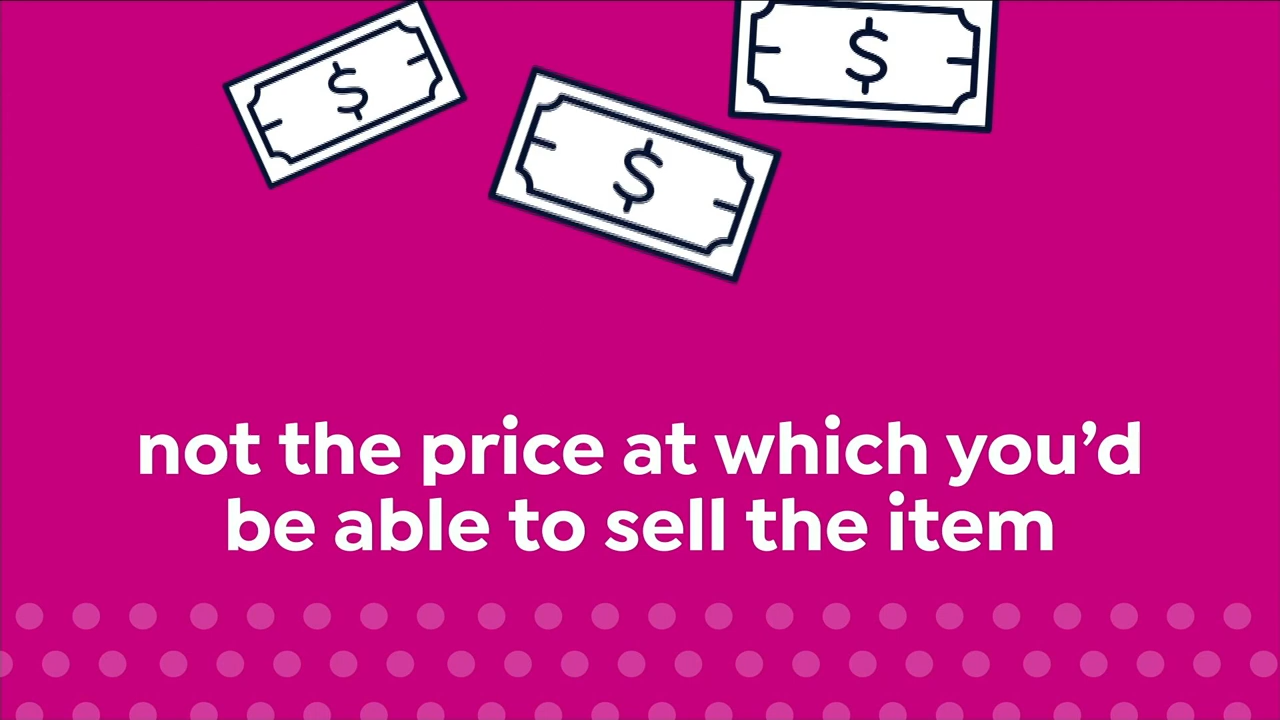 $
$
$
not the price at which you’d
be able to sell the item